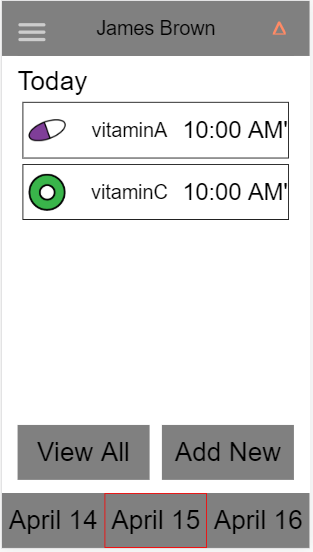 James Brown
Today
vitaminA 10:00 AM'
vitaminC 10:00 AM'
View All Add New
April 14 April 15 April 16